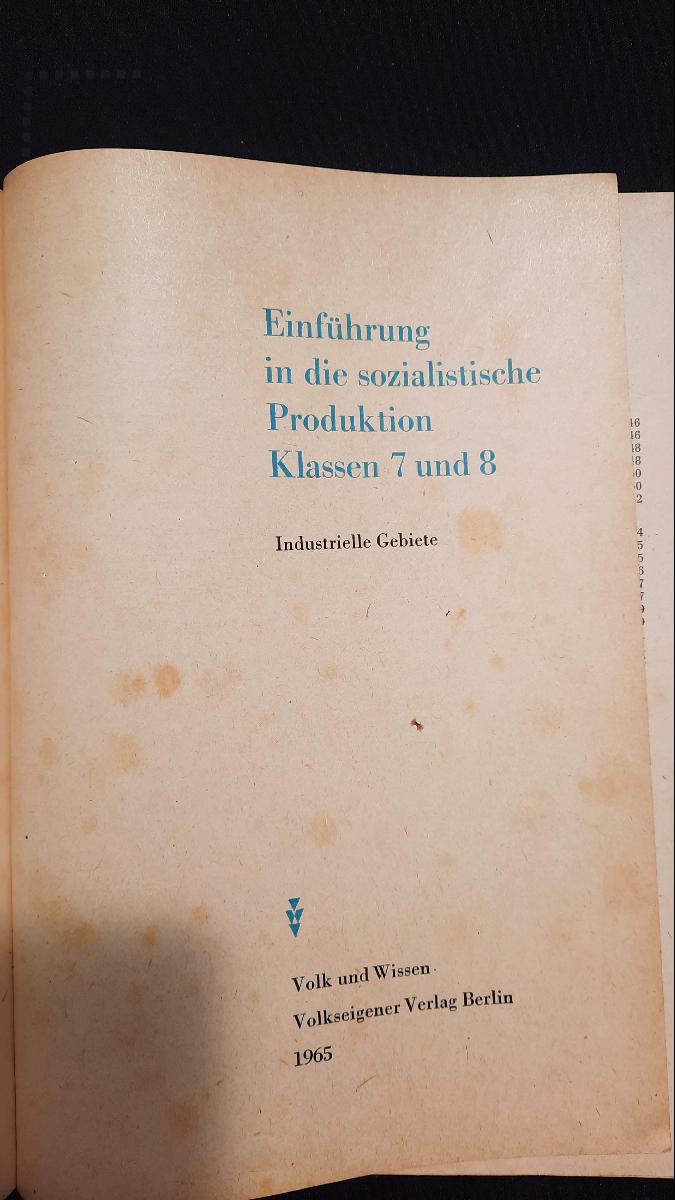 Einführung
in die sozialistische
Produktion
Klassen 7 und 8
Industrielle Gebiete
Volk und Wissen
Volkseigener Verlag Berlin
1965